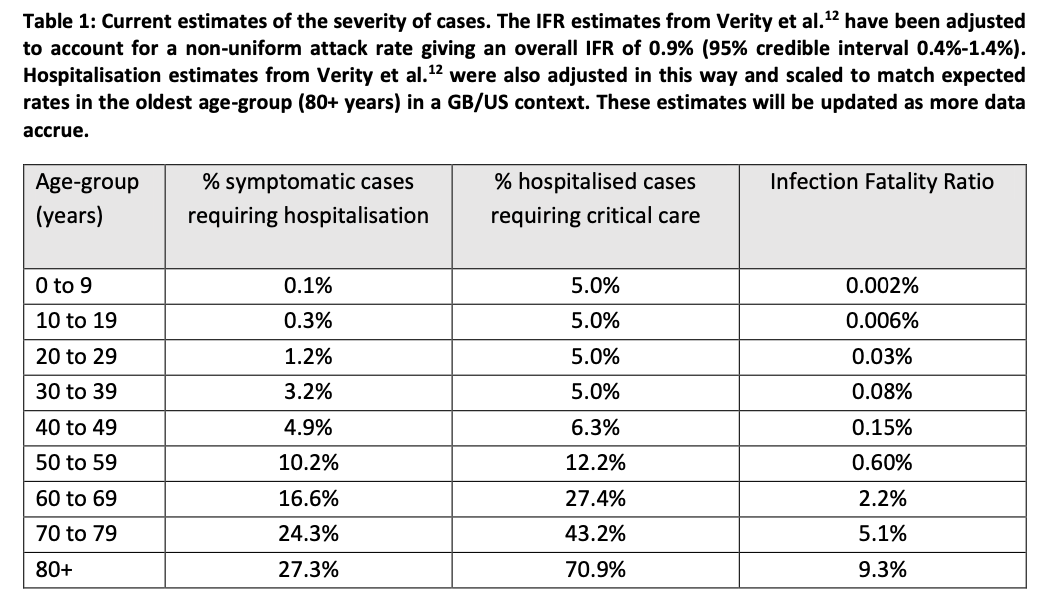 Table 1: Current estimates of the severity of cases. The IFR estimates from Verity et al.¹² have been adjusted
to account for a non-uniform attack rate giving an overall IFR of 0.9% (95% credible interval 0.4%-1.4%).
Hospitalisation estimates from Verity et al.¹² were also adjusted in this way and scaled to match expected
rates in the oldest age-group (80+ years) in a GB/US context. These estimates will be updated as more data
accrue.
Age-group (years) % symptomatic cases requiring hospitalisation % hospitalised cases requiring critical care Infection Fatality Ratio
0 to 9 0.1% 5.0% 0.002%
10 to 19 0.3% 5.0% 0.006%
20 to 29 1.2% 5.0% 0.03%
30 to 39 3.2% 5.0% 0.08%
40 to 49 4.9% 6.3% 0.15%
50 to 59 10.2% 12.2% 0.60%
60 to 69 16.6% 27.4% 2.2%
70 to 79 24.3% 43.2% 5.1%
80+ 27.3% 70.9% 9.3%